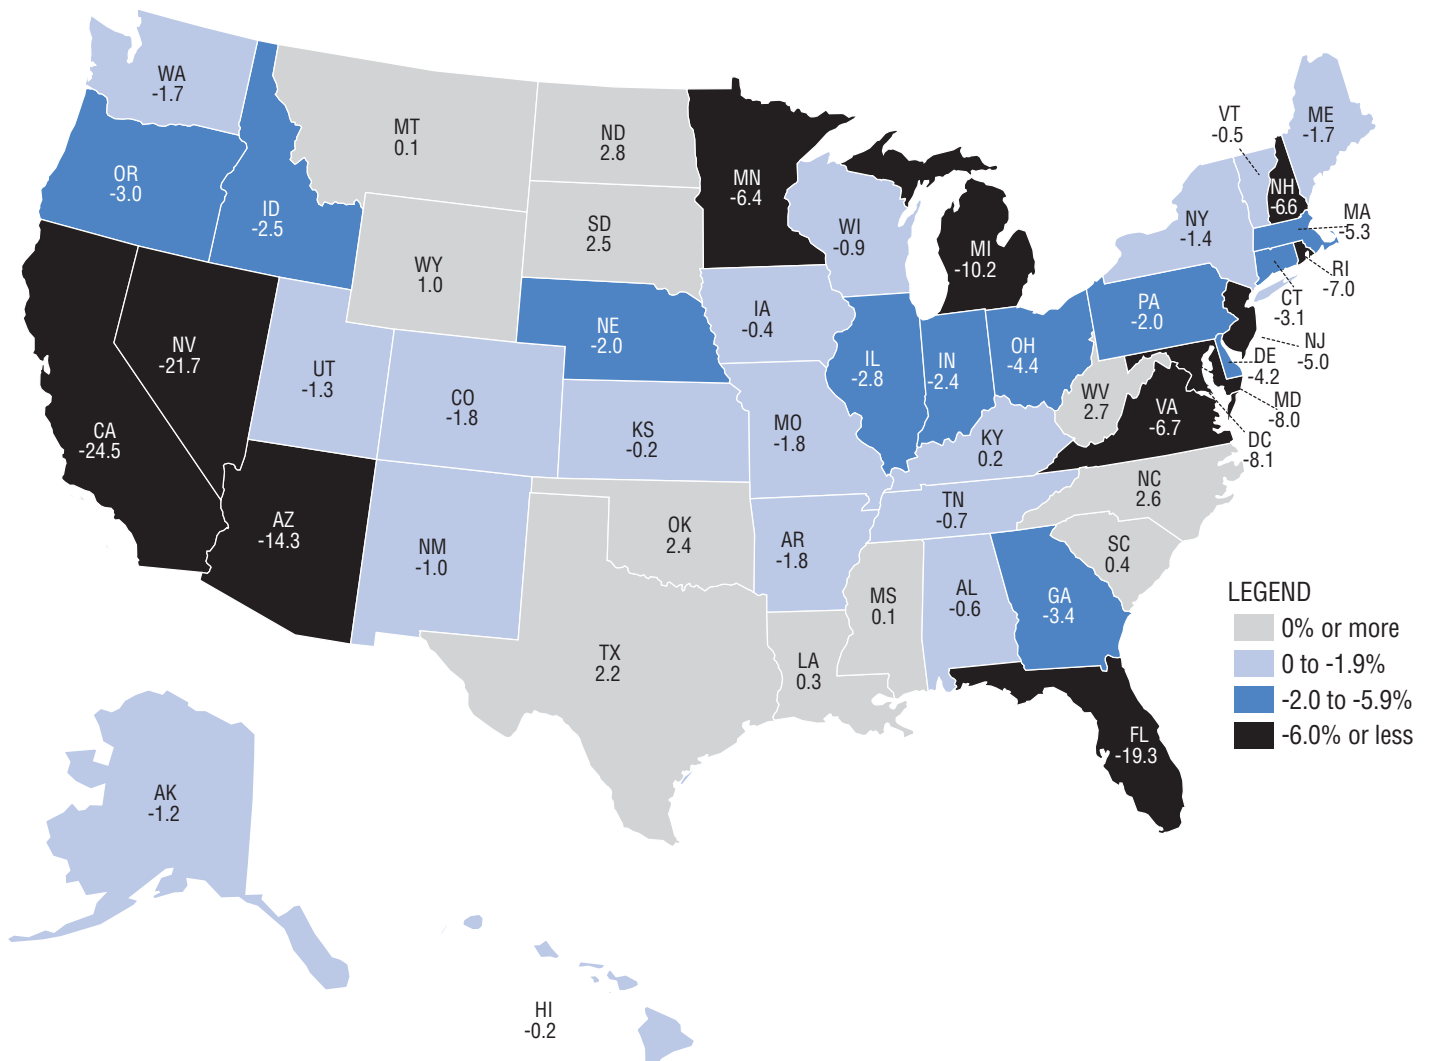 WA
-1.7
MT
0.1
ND
2.8
VT
-0.5
ME
-1.7
OR
-3.0
ID
-2.5
MN
-6.4
NH
-6.6
SD
2.5
WI
-0.9
NY
-1.4
MA
-5.3
MI
-10.2
WY
1.0
RI
-7.0
CT
-3.1
PA
-2.0
IA
-0.4
NE
-2.0
NV
-21.7
NJ
-5.0
OH
-4.4
IL
-2.8
IN
-2.4
DE
-4.2
UT
-1.3
CO
-1.8
WV
2.7
MD
-8.0
VA
-6.7
CA
-24.5
KS
-0.2
MO
-1.8
KY
0.2
DC
-8.1
NC
2.6
TN
-0.7
AZ
-14.3
OK
2.4
NM
-1.0
AR
-1.8
SC
0.4
MS
0.1
AL
-0.6
GA
-3.4
LEGEND
0% or more
0 to -1.9%
-2.0 to -5.9%
-6.0% or less
TX
2.2
LA
0.3
FL
-19.3
AK
-1.2
HI
-0.2